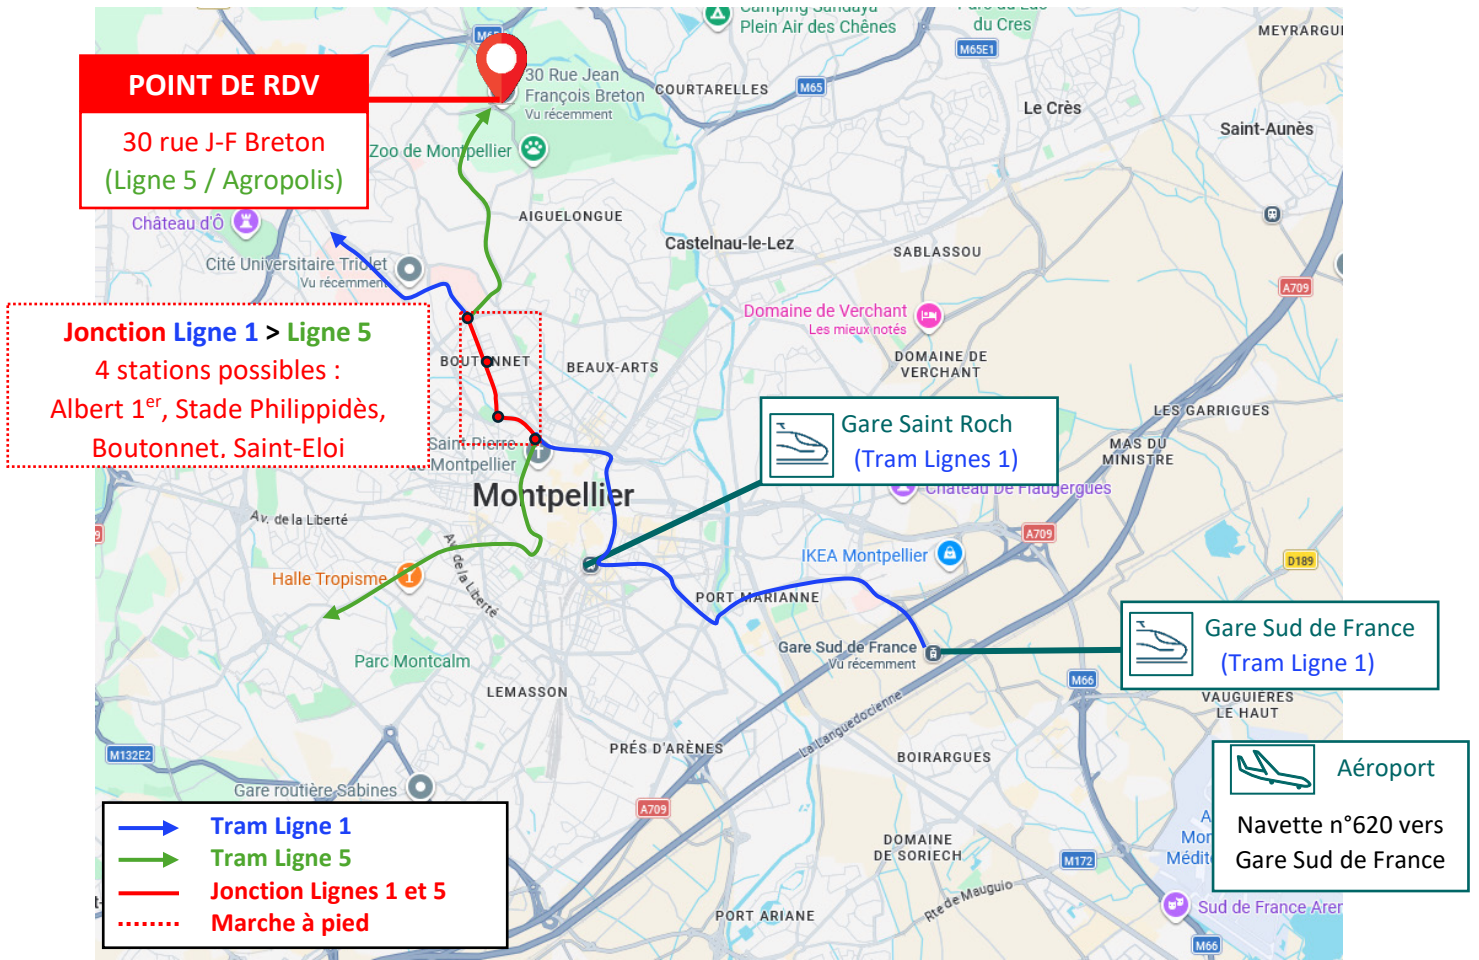 Camping Sandaya
Plein Air des Chênes
du Cres
MEYRARGU
M65E1
POINT DE RDV
30 rue J-F Breton
(Ligne 5 / Agropolis)
30 Rue Jean
François Breton
Vu récemment
COURTARELLES
M65
Le Crès
Saint-Aunès
Zoo de Montpellier
Château d'Ô
AIGUELONGUE
Castelnau-le-Lez
SABLASSOU
Cité Universitaire Triolet
Vu récemment
A709
Jonction Ligne 1 > Ligne 5
4 stations possibles :
Albert 1er, Stade Philippidès,
Boutonnet, Saint-Eloi
Domaine de Verchant
Les mieux notés
BOUTONNET
BEAUX-ARTS
DOMAINE DE
VERCHANT
LES GARRIGUES
Gare Saint Roch
(Tram Lignes 1)
MAS DU
MINISTRE
Saint-Pierre
de Montpellier
Montpellier
Château De Flaugergues
Av. de la Liberté
Av. de la Liberté
A709
IKEA Montpellier
D189
Halle Tropisme
PORT MARIANNE
Gare Sud de France
Vu récemment
Gare Sud de France
(Tram Ligne 1)
Parc Montcalm
M66
LEMASSON
VAUGUIÈRES
LE HAUT
La Languedocienne
PRÉS D'ARÈNES
BOIRARGUES
M132E2
Aéroport
Navette n°620 vers
Gare Sud de France
Gare routière Sabines
A709
Tram Ligne 1
Tram Ligne 5
Jonction Lignes 1 et 5
Marche à pied
DOMAINE
DE SORIECH
M172
Mor
Médit
Rte de Mauguio
PORT ARIANE
Sud de France Aren
M66